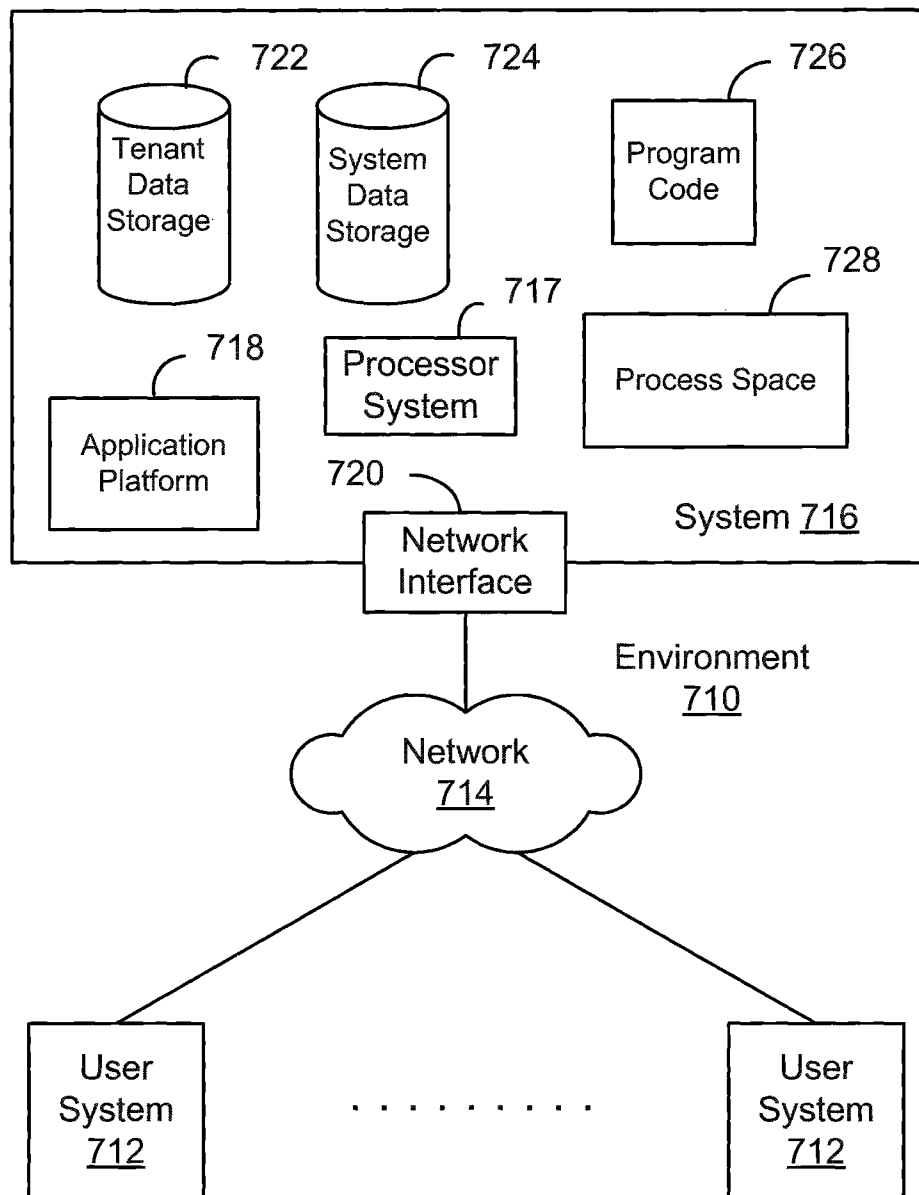 722
724
726
Tenant
Data
Storage
System
Data
Storage
Program
Code
728
717
718
Processor
System
Process Space
Application
Platform
720
System 716
Network
Interface
Environment
710
Network
714
User
System
712
. . . . . . . . .
User
System
712